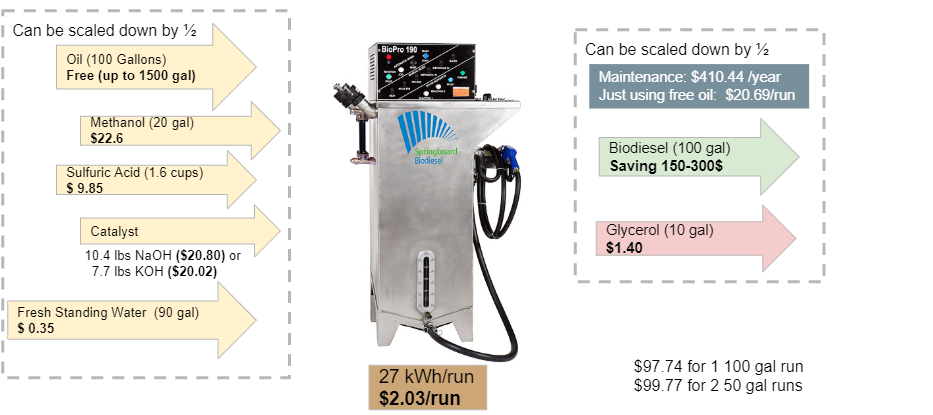 Can be scaled down by ½
Oil (100 Gallons)
Free (up to 1500 gal)
Methanol (20 gal)
$22.6
Sulfuric Acid (1.6 cups)
$ 9.85
Catalyst
10.4 lbs NaOH ($20.80) or
7.7 lbs KOH ($20.02)
Fresh Standing Water (90 gal)
$ 0.35
BioPro 190
Springboard
Biodiesel
27 kWh/run
$2.03/run
Can be scaled down by ½
Maintenance: $410.44 /year
Just using free oil: $20.69/run
Biodiesel (100 gal)
Saving 150-300$
Glycerol (10 gal)
$1.40
$97.74 for 1 100 gal run
$99.77 for 2 50 gal runs